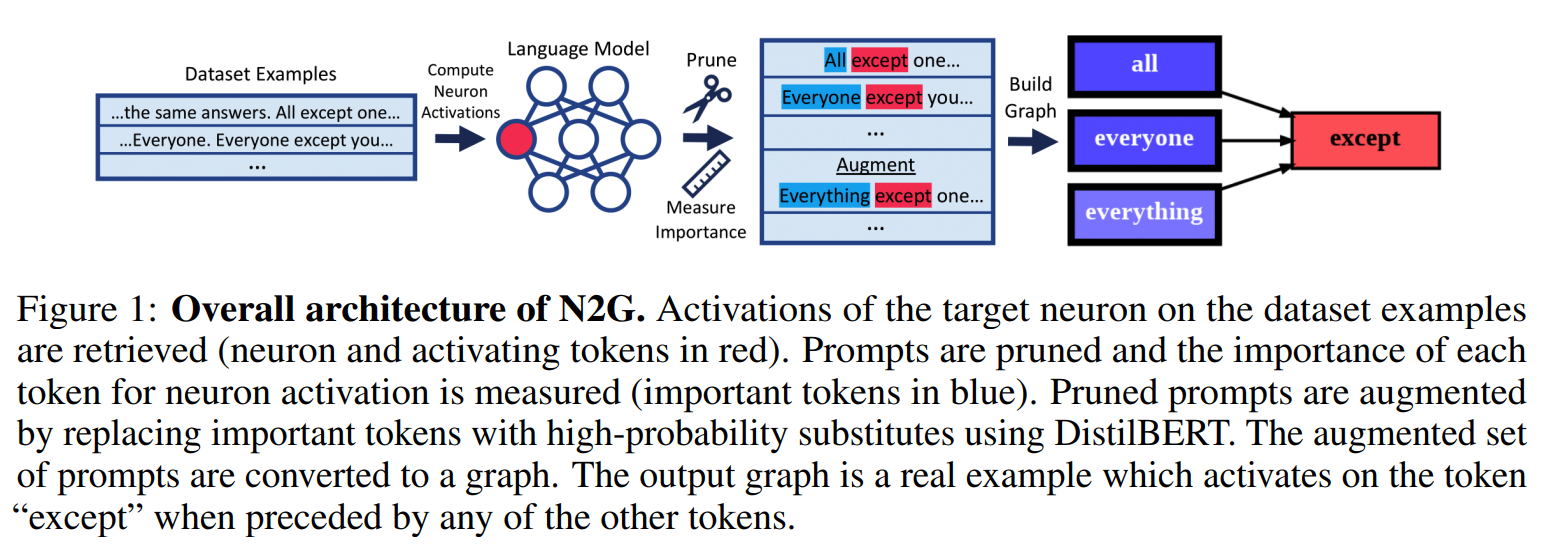 Dataset Examples
...the same answers. All except one...
...Everyone. Everyone except you...
...
Compute
Neuron
Activations
Language Model
Prune
Measure
Importance
All except one...
Everyone except you...
...
Augment
Everything except one...
...
Build
Graph
all
everyone
everything
except
Figure 1: Overall architecture of N2G. Activations of the target neuron on the dataset examples
are retrieved (neuron and activating tokens in red). Prompts are pruned and the importance of each
token for neuron activation is measured (important tokens in blue). Pruned prompts are augmented
by replacing important tokens with high-probability substitutes using DistilBERT. The augmented set
of prompts are converted to a graph. The output graph is a real example which activates on the token
“except” when preceded by any of the other tokens.